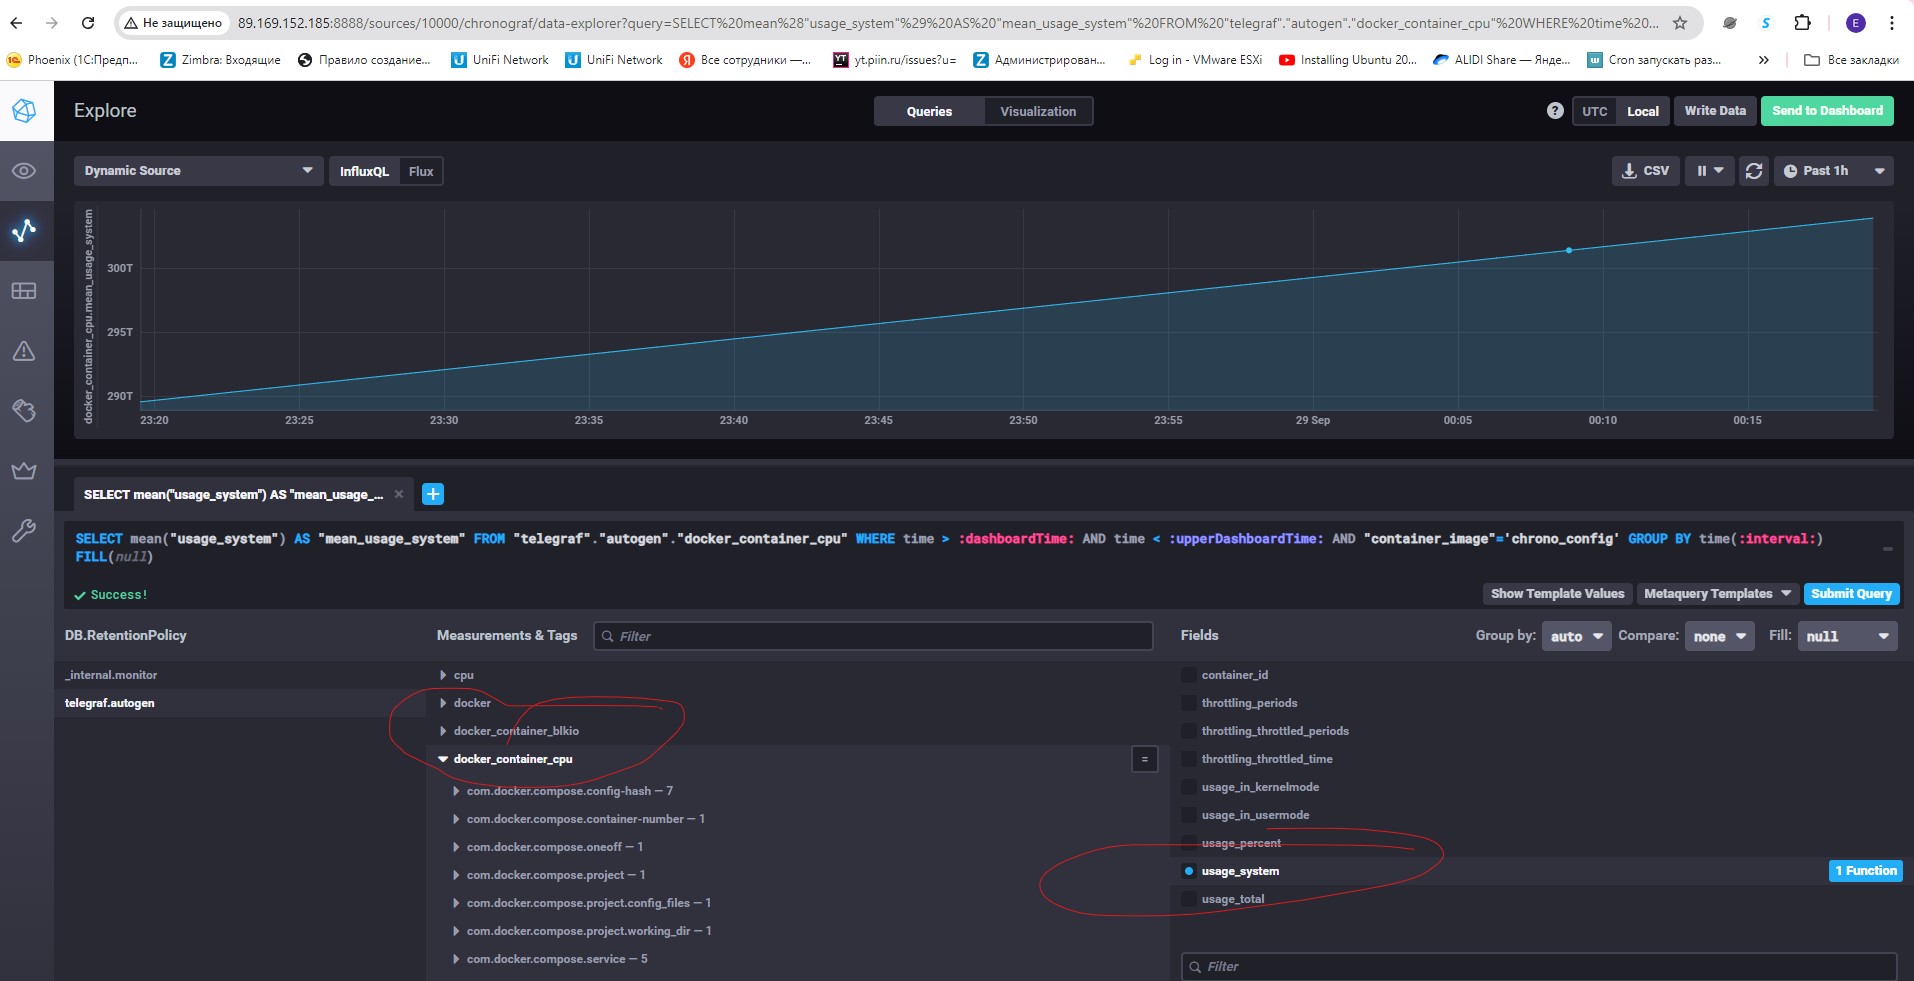 Не защищено 89.169.152.185:8888/sources/10000/chronograf/data-explorer?query=SELECT%20mean%28"usage_system"%29%20AS%20"mean_usage_system"%20FROM%20"telegraf"."autogen"."docker_container_cpu"%20WHERE%20time%20... E
Phoenix (1С:Предп... Zimbra: Входящие Правило создание... UniFi Network UniFi Network Все сотрудники —... yt.piin.ru/issues?u= Администрирован... Log in - VMware ESXi Installing Ubuntu 20... ALIDI Share — Янде... Cron запускать раз... » Все закладки
Explore Queries Visualization ? UTC Local Write Data Send to Dashboard
Dynamic Source InfluxQL Flux CSV Past 1h
docker_container_cpu.mean_usage_system
300T
295T
290T
23:20 23:25 23:30 23:35 23:40 23:45 23:50 23:55 29 Sep 00:05 00:10 00:15
SELECT mean("usage_system") AS "mean_usage_... × +
SELECT mean("usage_system") AS "mean_usage_system" FROM "telegraf"."autogen"."docker_container_cpu" WHERE time > :dashboardTime: AND time < :upperDashboardTime: AND "container_image"='chrono_config' GROUP BY time(:interval:)
FILL(null)
Success! Show Template Values Metaquery Templates Submit Query
DB.RetentionPolicy Measurements & Tags Filter Fields Group by: auto Compare: none Fill: null
_internal.monitor cpu container_id
telegraf.autogen docker throttling_periods
docker_container_blkio throttling_throttled_periods
docker_container_cpu = throttling_throttled_time
com.docker.compose.config-hash — 7 usage_in_kernelmode
com.docker.compose.container-number — 1 usage_in_usermode
com.docker.compose.oneoff — 1 usage_percent
com.docker.compose.project — 1 usage_system 1 Function
com.docker.compose.project.config_files — 1 usage_total
com.docker.compose.project.working_dir — 1
com.docker.compose.service — 5 Filter